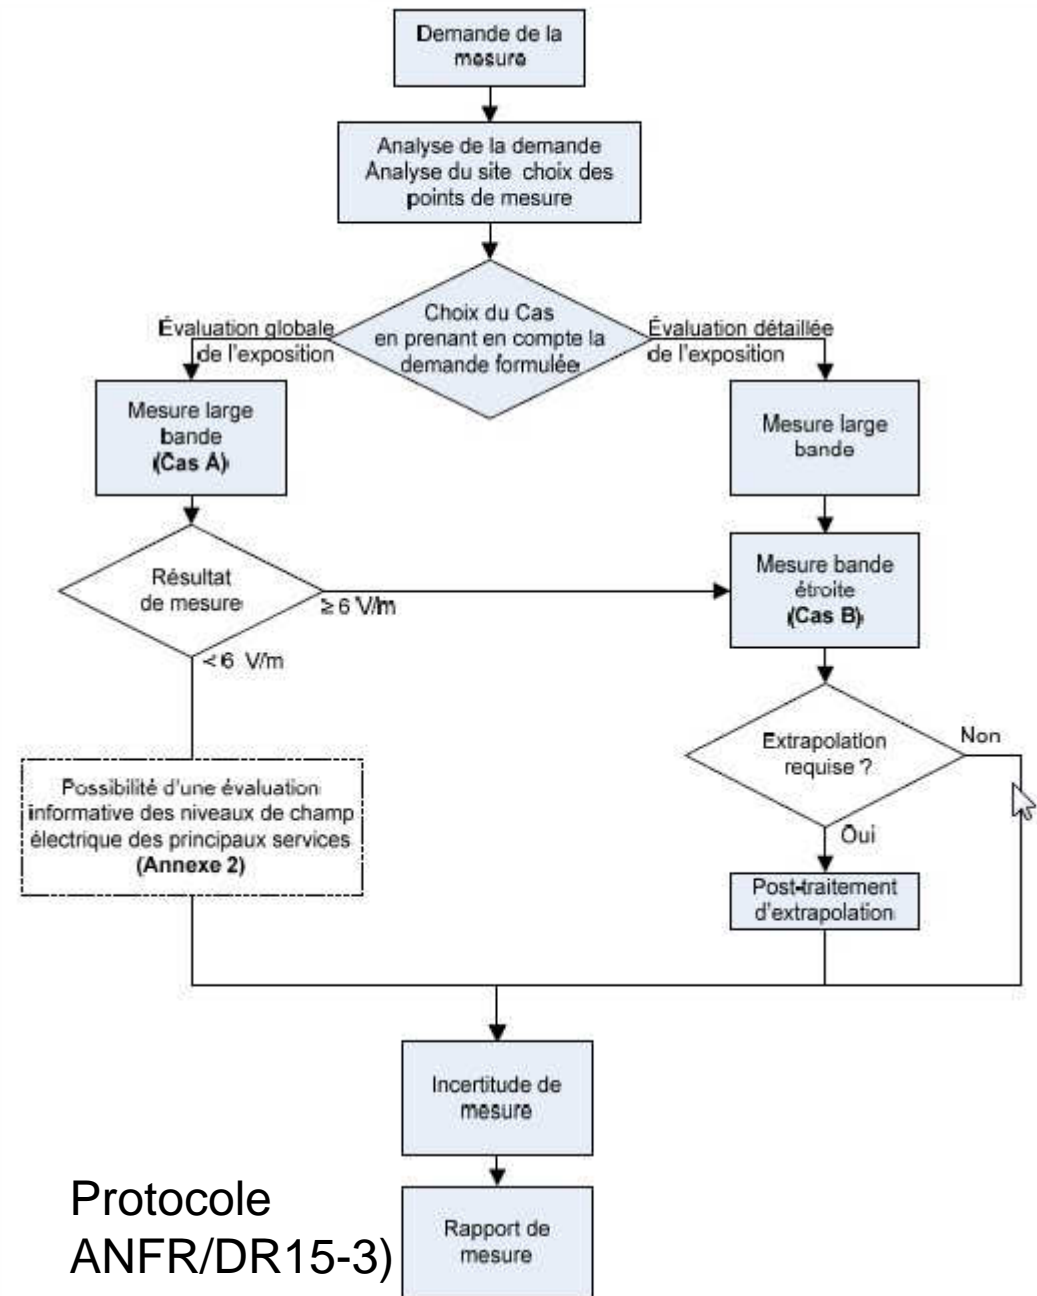 Demande de la
mesure
Analyse de la demande
Analyse du site choix des
points de mesure
Choix du Cas
en prenant en compte la
demande formulée
Évaluation globale
de l'exposition
Évaluation détaillée
de l'exposition
Mesure large
bande
(Cas A)
Mesure large
bande
Résultat
de mesure
≥ 6 V/m
< 6 V/m
Mesure bande
étroite
(Cas B)
Extrapolation
requise ?
Non
Oui
Possibilité d'une évaluation
informative des niveaux de champ
électrique des principaux services
(Annexe 2)
Post-traitement
d'extrapolation
Incertitude de
mesure
Rapport de
mesure
Protocole
ANFR/DR15-3)